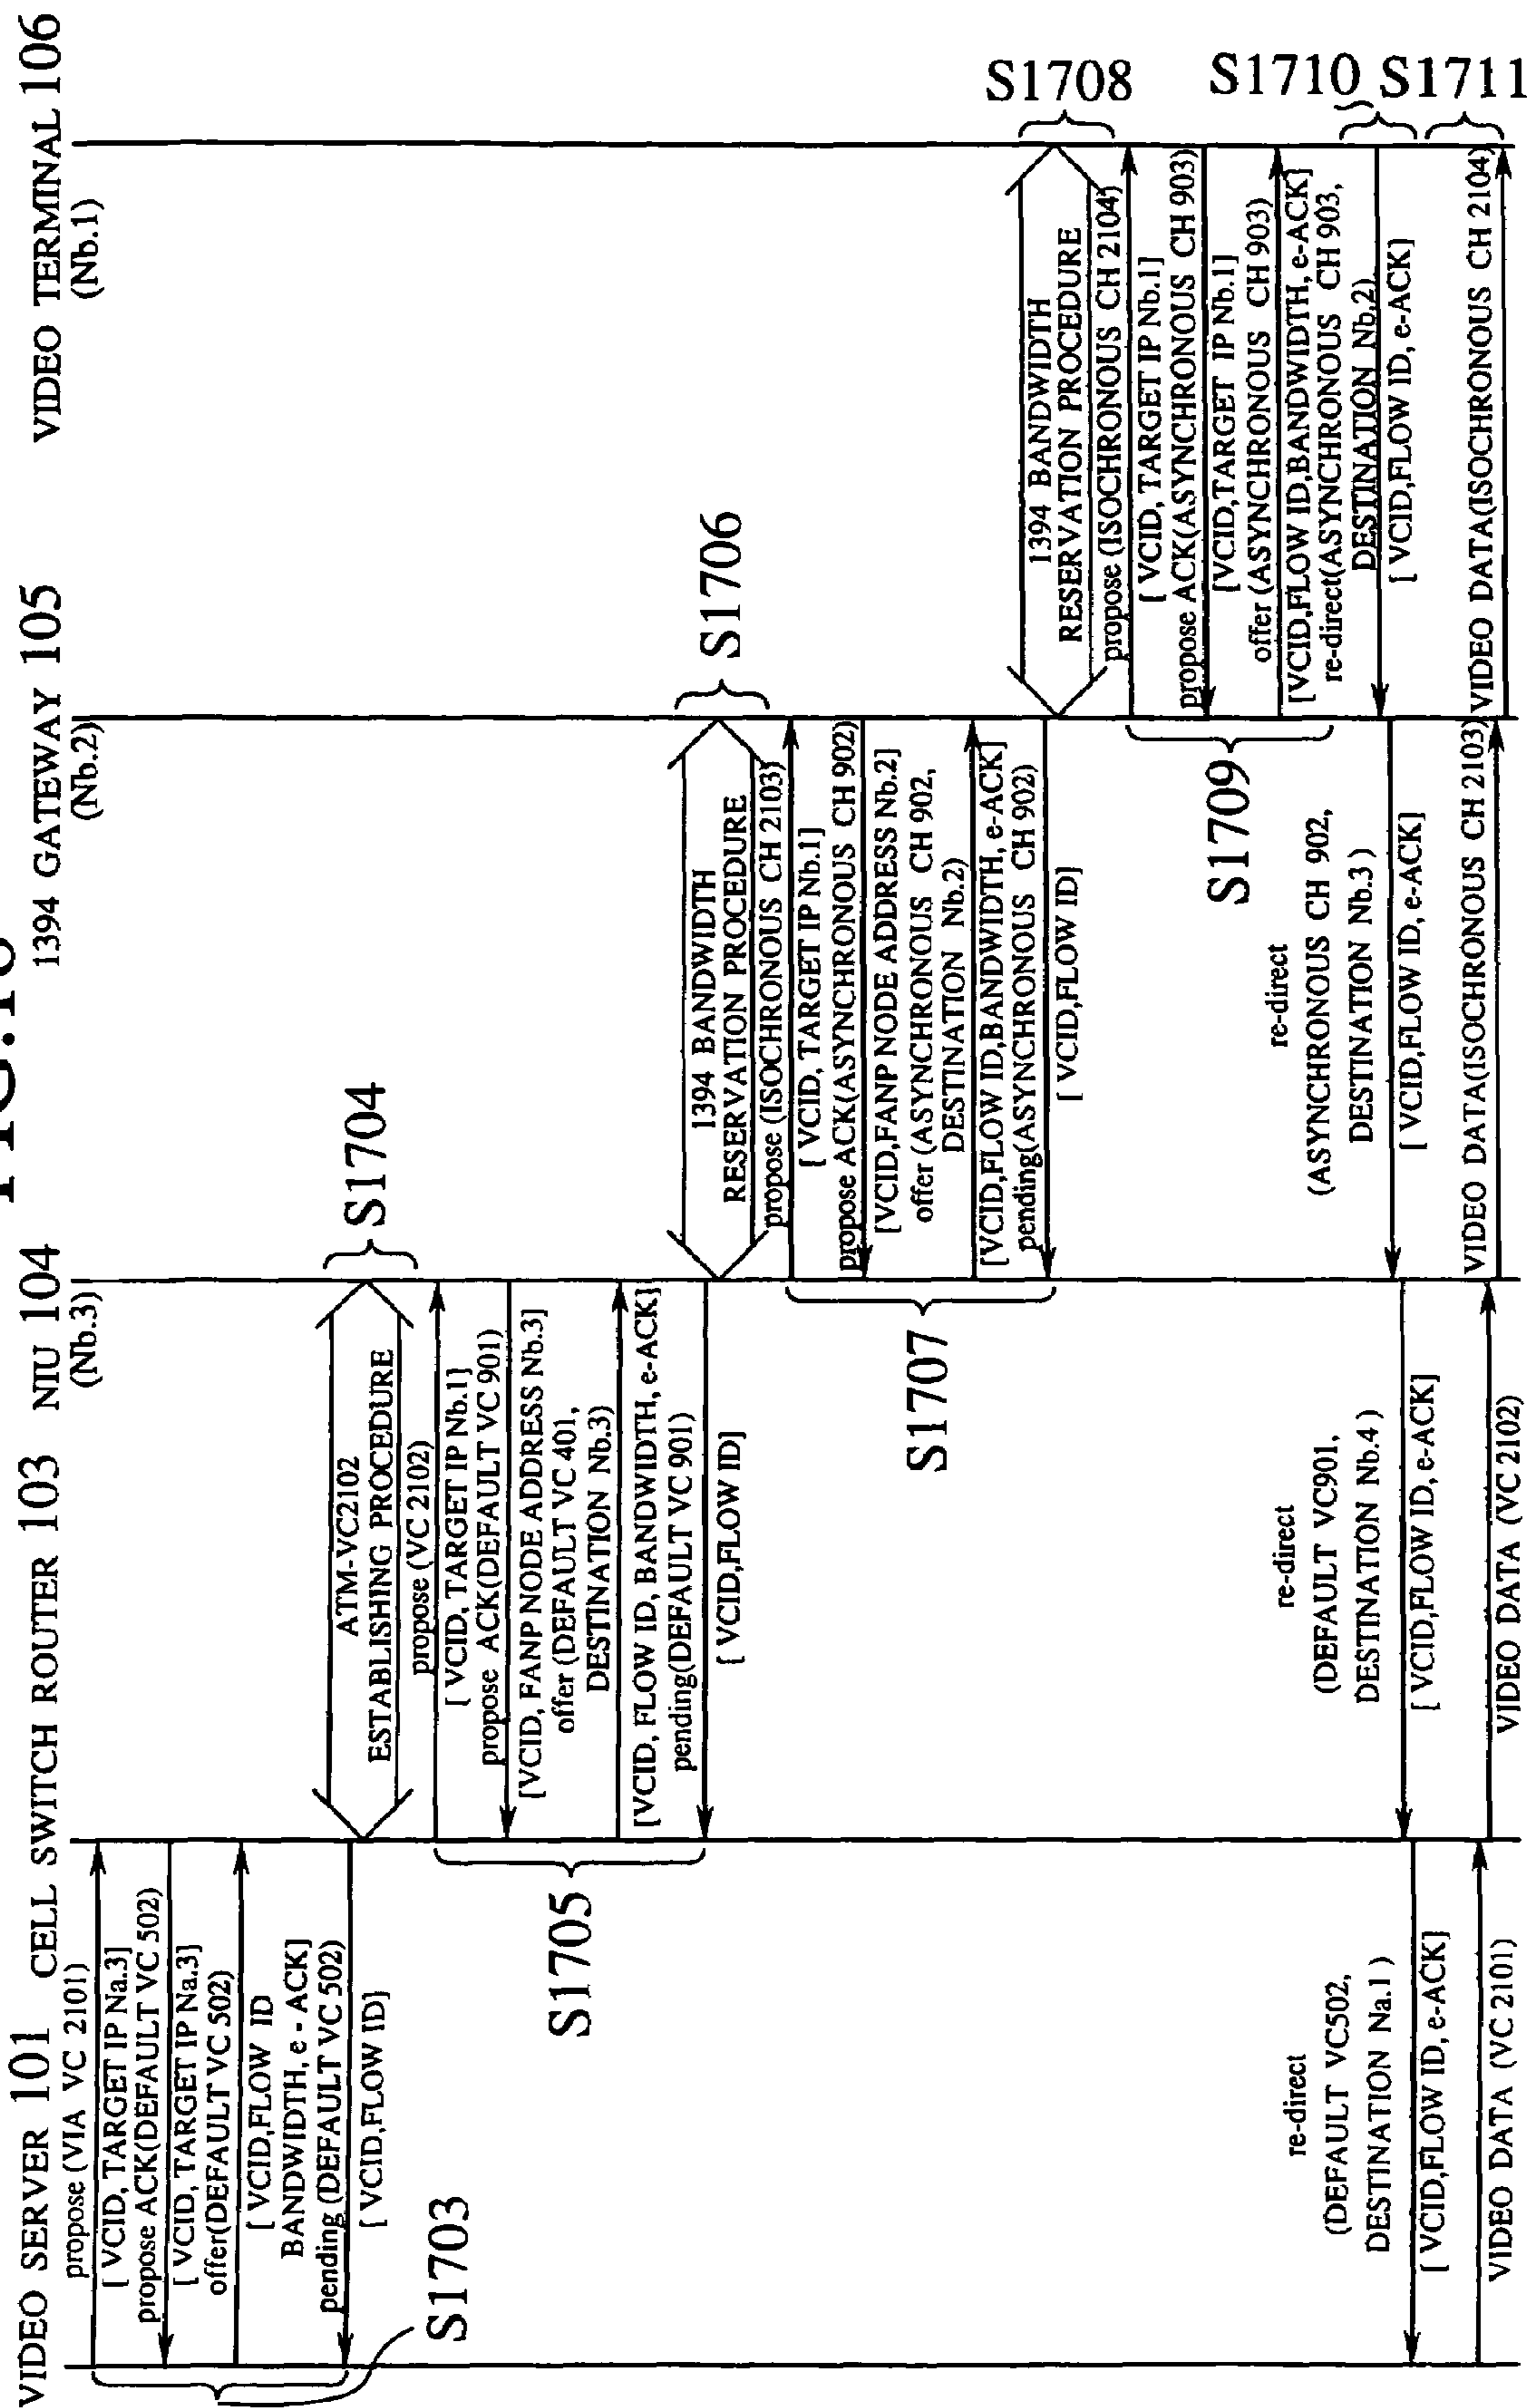 VIDEO SERVER 101
CELL SWITCH ROUTER 103
NIU 104
(Nb.3)
1394 GATEWAY 105
(Nb.2)
VIDEO TERMINAL 106
(Nb.1)
propose (VIA VC 2101)
[ VCID, TARGET IP Na.3]
propose ACK(DEFAULT VC 502)
[ VCID, TARGET IP Na.3]
offer(DEFAULT VC 502)
[ VCID,FLOW ID
BANDWIDTH, e - ACK]
pending (DEFAULT VC 502)
[ VCID,FLOW ID]
S1703
ATM-VC2102
ESTABLISHING PROCEDURE
S1704
propose (VC 2102)
[ VCID, TARGET IP Nb.1]
propose ACK(DEFAULT VC 901)
[VCID, FANP NODE ADDRESS Nb.3]
offer (DEFAULT VC 401,
DESTINATION Nb.3)
[VCID, FLOW ID, BANDWIDTH, e-ACK]
pending(DEFAULT VC 901)
[ VCID,FLOW ID]
S1705
1394 BANDWIDTH
RESERVATION PROCEDURE
S1706
propose (ISOCHRONOUS CH 2103)
[ VCID, TARGET IP Nb.1]
propose ACK(ASYNCHRONOUS CH 902)
[VCID,FANP NODE ADDRESS Nb.2]
offer (ASYNCHRONOUS CH 902,
DESTINATION Nb.2)
[VCID,FLOW ID,BANDWIDTH, e-ACK]
pending(ASYNCHRONOUS CH 902)
[ VCID,FLOW ID]
S1707
1394 BANDWIDTH
RESERVATION PROCEDURE
S1708
propose (ISOCHRONOUS CH 2104)
[ VCID, TARGET IP Nb.1]
propose ACK(ASYNCHRONOUS CH 903)
[VCID,TARGET IP Nb.1]
offer (ASYNCHRONOUS CH 903)
[VCID,FLOW ID,BANDWIDTH, e-ACK]
S1709
re-direct(ASYNCHRONOUS CH 903,
DESTINATION Nb.2)
[ VCID,FLOW ID, e-ACK]
S1710
re-direct
(ASYNCHRONOUS CH 902,
DESTINATION Nb.3 )
[ VCID,FLOW ID, e-ACK]
re-direct
(DEFAULT VC901,
DESTINATION Nb.4 )
[ VCID,FLOW ID, e-ACK]
re-direct
(DEFAULT VC502,
DESTINATION Na.1 )
[ VCID,FLOW ID, e-ACK]
VIDEO DATA (VC 2101)
VIDEO DATA (VC 2102)
VIDEO DATA(ISOCHRONOUS CH 2103)
VIDEO DATA(ISOCHRONOUS CH 2104)
S1711